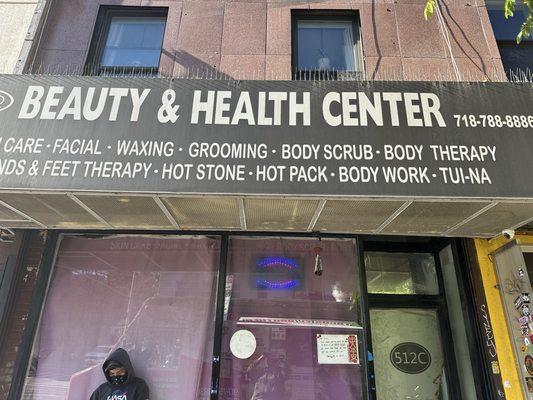 BEAUTY & HEALTH CENTER 718-788-8886
CARE · FACIAL · WAXING · GROOMING · BODY SCRUB · BODY THERAPY
& FEET THERAPY · HOT STONE · HOT PACK · BODY WORK · TUI-NA
512C